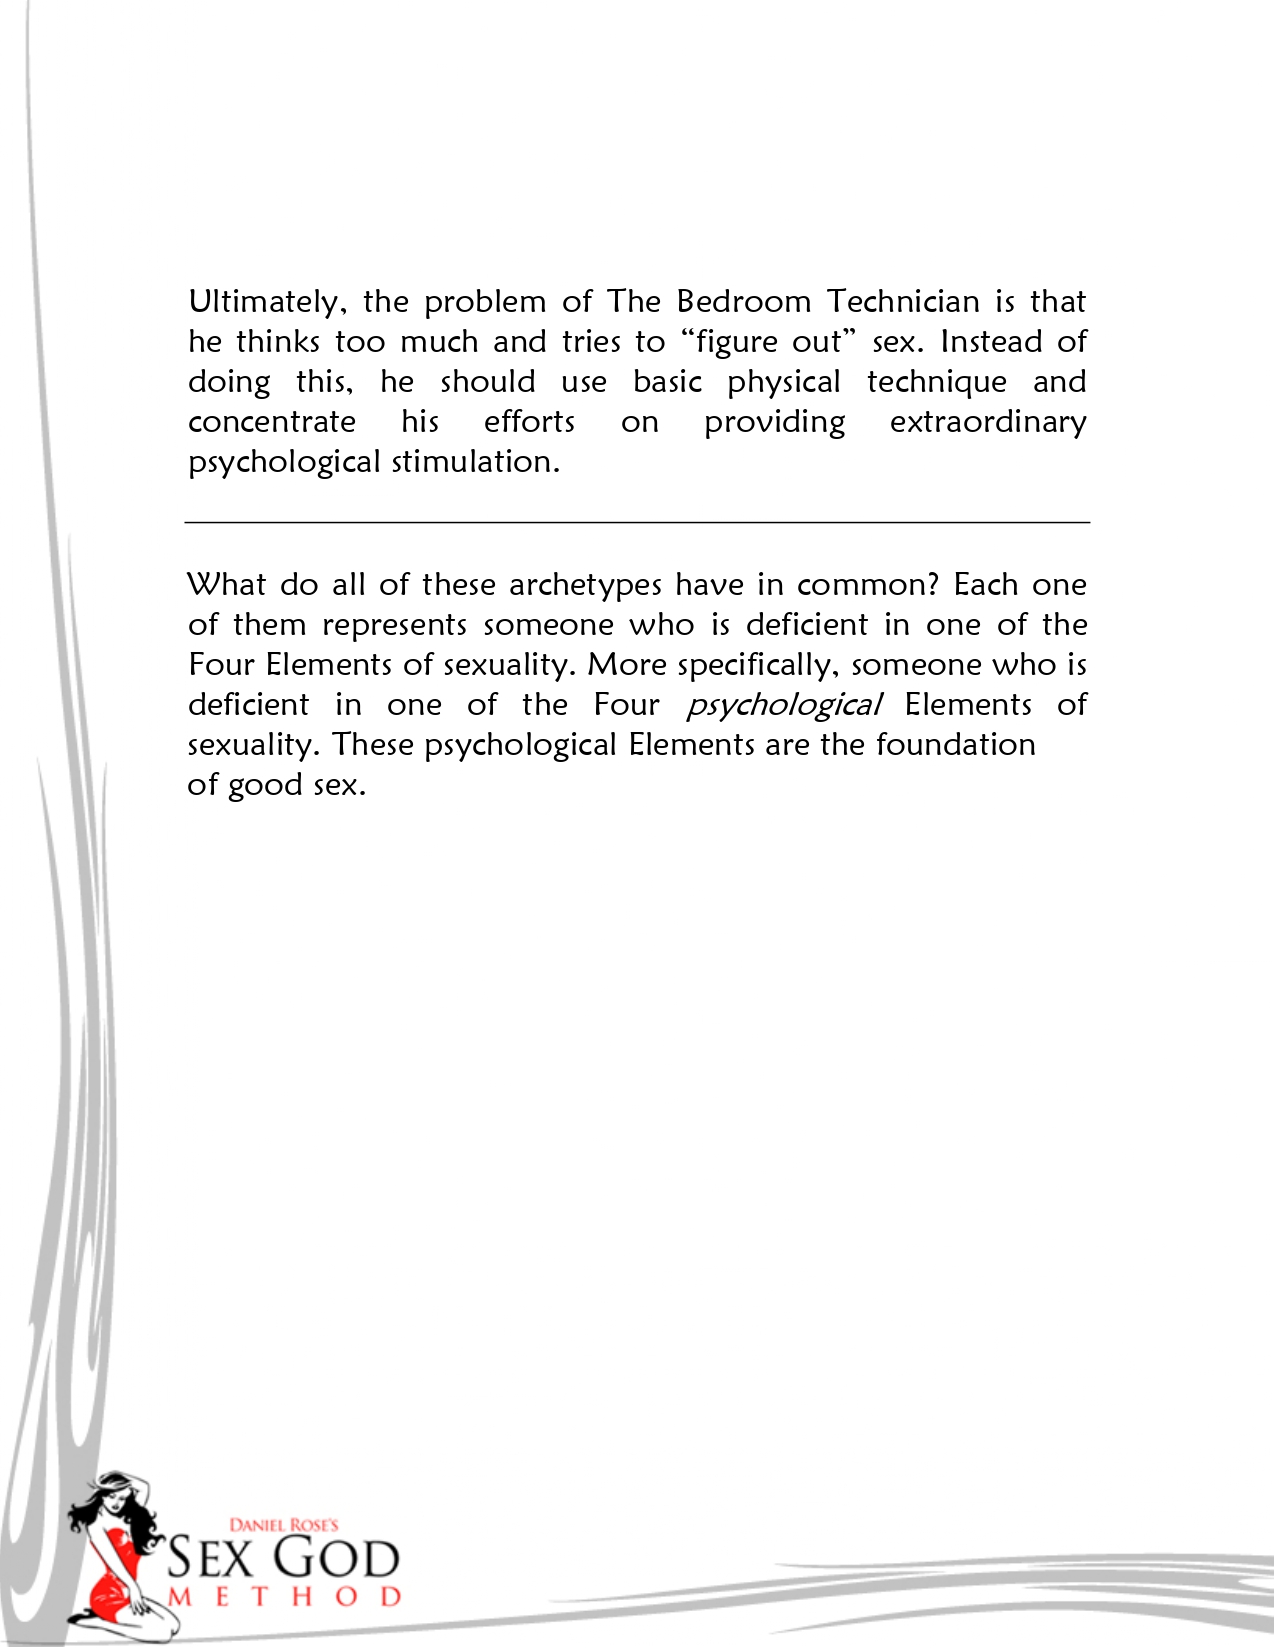 Ultimately, the problem of The Bedroom Technician is that
he thinks too much and tries to “figure out” sex. Instead of
doing this, he should use basic physical technique and
concentrate his efforts on providing extraordinary
psychological stimulation.
What do all of these archetypes have in common? Each one
of them represents someone who is deficient in one of the
Four Elements of sexuality. More specifically, someone who is
deficient in one of the Four psychological Elements of
sexuality. These psychological Elements are the foundation
of good sex.
DANIEL ROSE'S
SEX GOD
METHOD